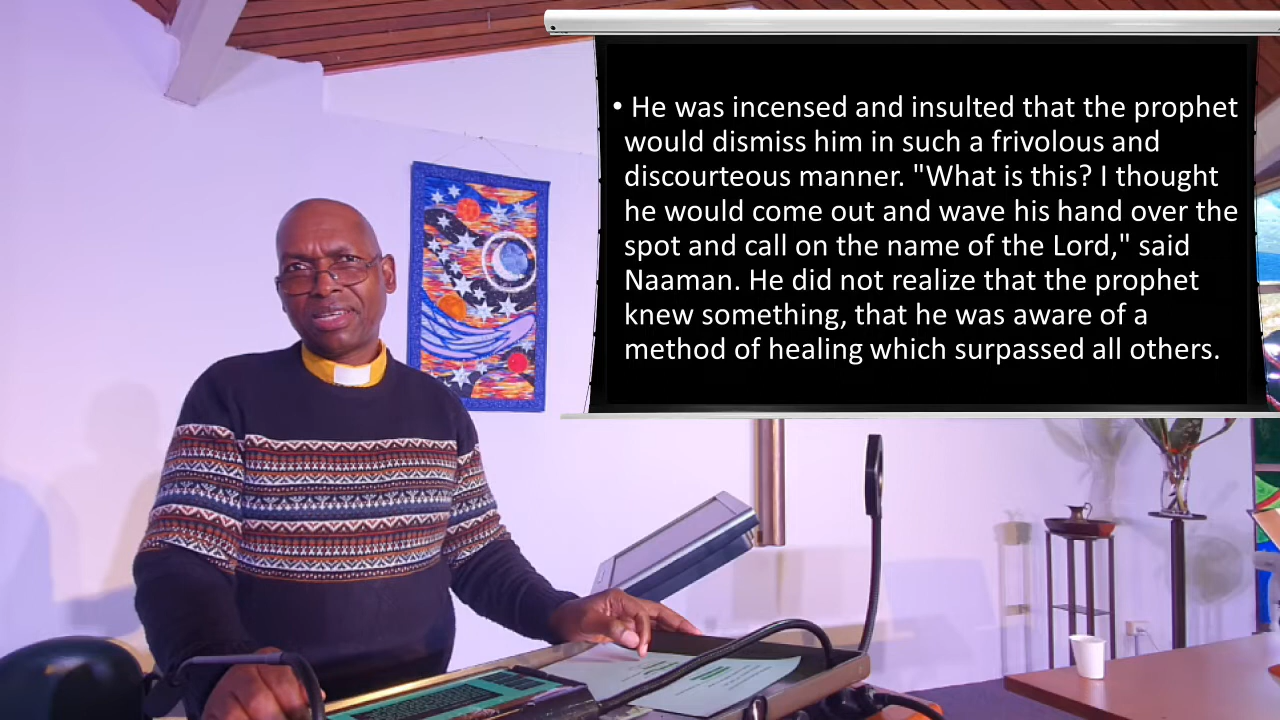 • He was incensed and insulted that the prophet
would dismiss him in such a frivolous and
discourteous manner. "What is this? I thought
he would come out and wave his hand over the
spot and call on the name of the Lord," said
Naaman. He did not realize that the prophet
knew something, that he was aware of a
method of healing which surpassed all others.